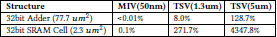 Structure MIV(50nm) TSV(1.3um) TSV(5um)
32bit Adder (77.7 um²) <0.01% 8.0% 128.7%
32bit SRAM Cell (2.3 um²) 0.1% 271.7% 4347.8%